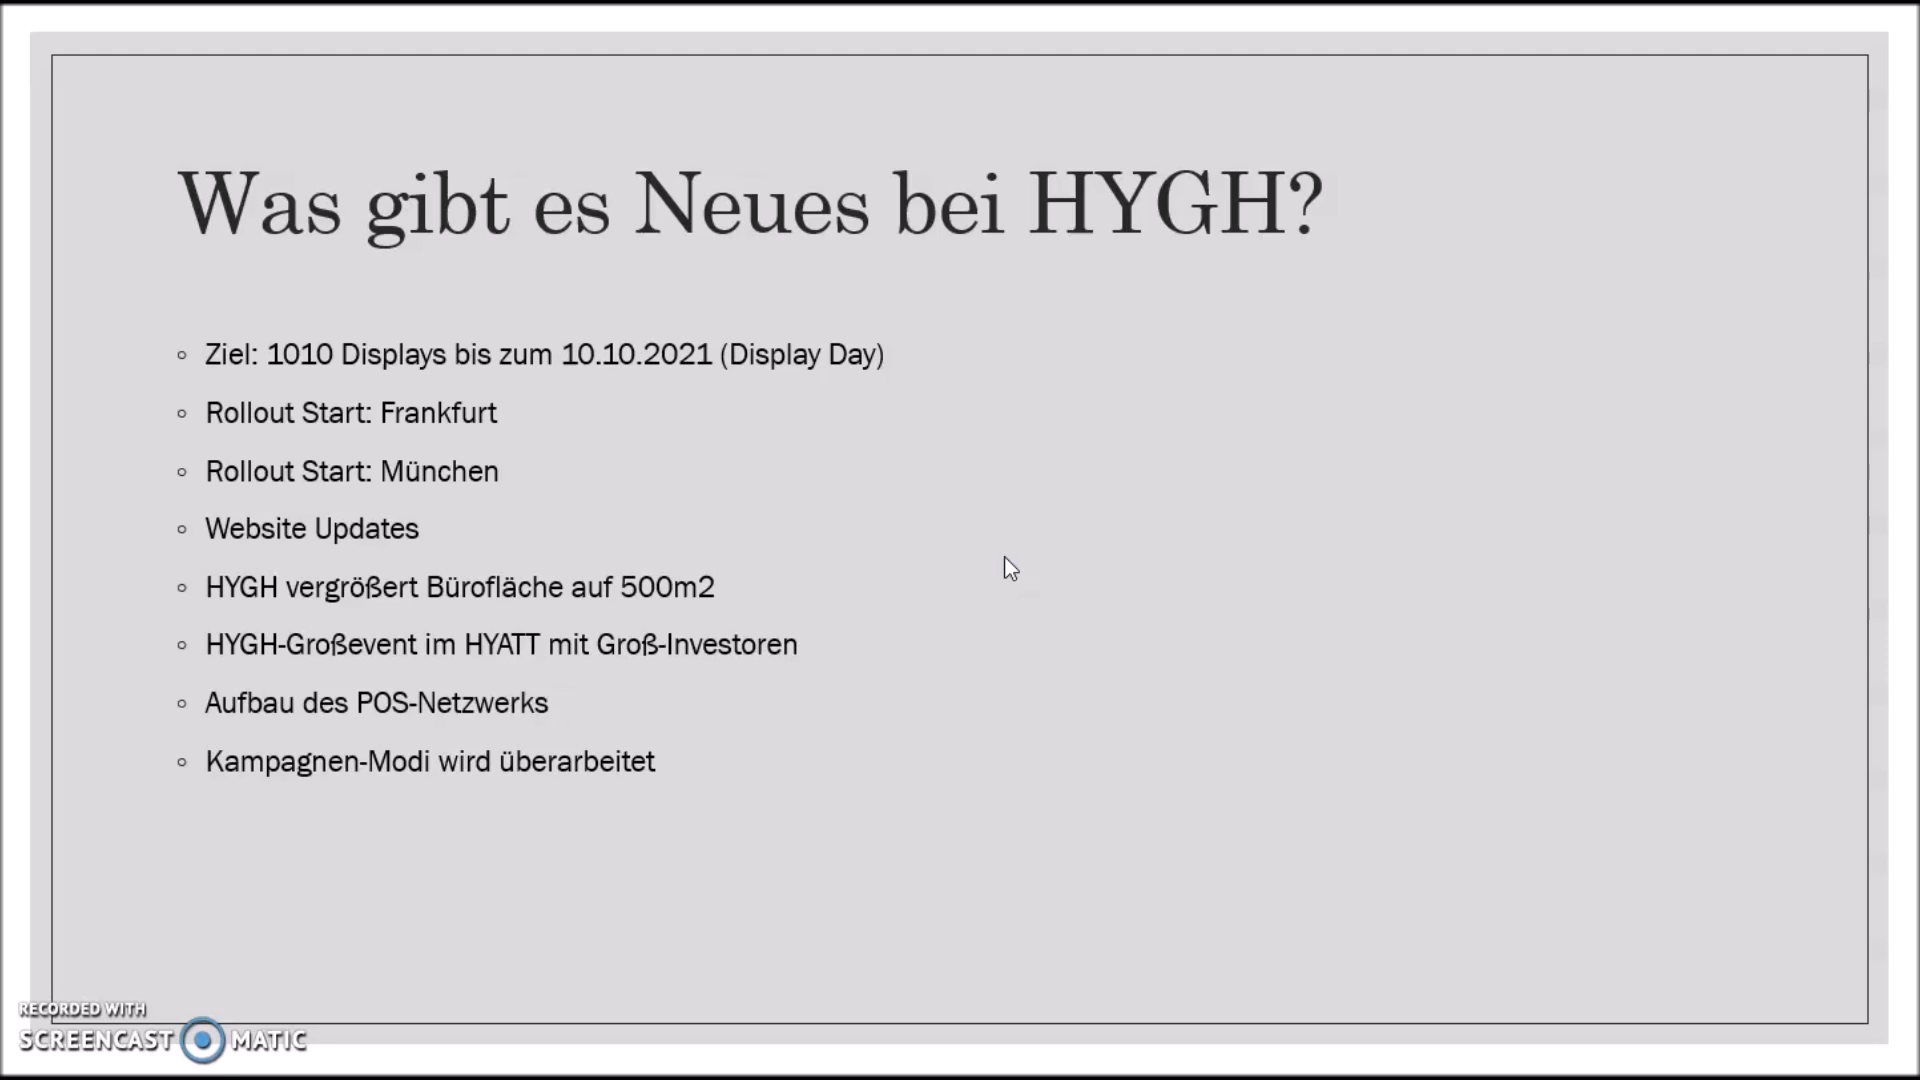 Was gibt es Neues bei HYGH?
◦ Ziel: 1010 Displays bis zum 10.10.2021 (Display Day)
◦ Rollout Start: Frankfurt
◦ Rollout Start: München
◦ Website Updates
◦ HYGH vergrößert Bürofläche auf 500m2
◦ HYGH-Großevent im HYATT mit Groß-Investoren
◦ Aufbau des POS-Netzwerks
◦ Kampagnen-Modi wird überarbeitet
RECORDED WITH
SCREENCAST MATIC